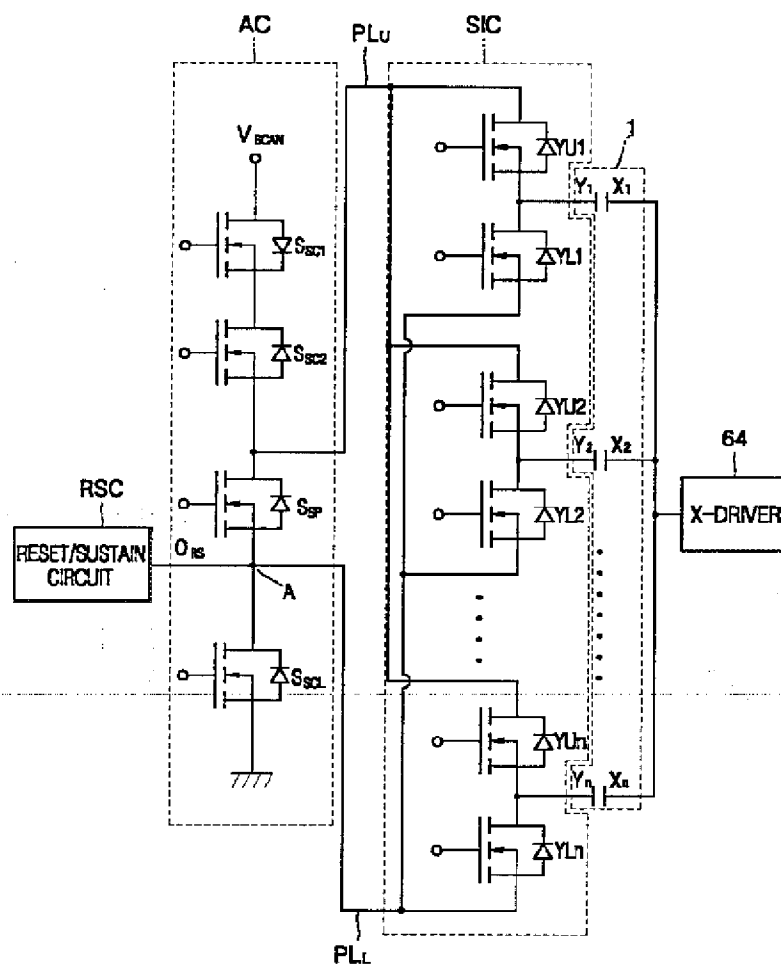 AC
PLU
SIC
VSCAN
YU1
1
Y1 X1
SSC1
YL1
SSC2
YU2
Y2 X2
64
X-DRIVER
RSC
SSP
YL2
RESET/SUSTAIN
CIRCUIT
ORS
A
SSCL
YUn
Yn Xn
YLn
PLL